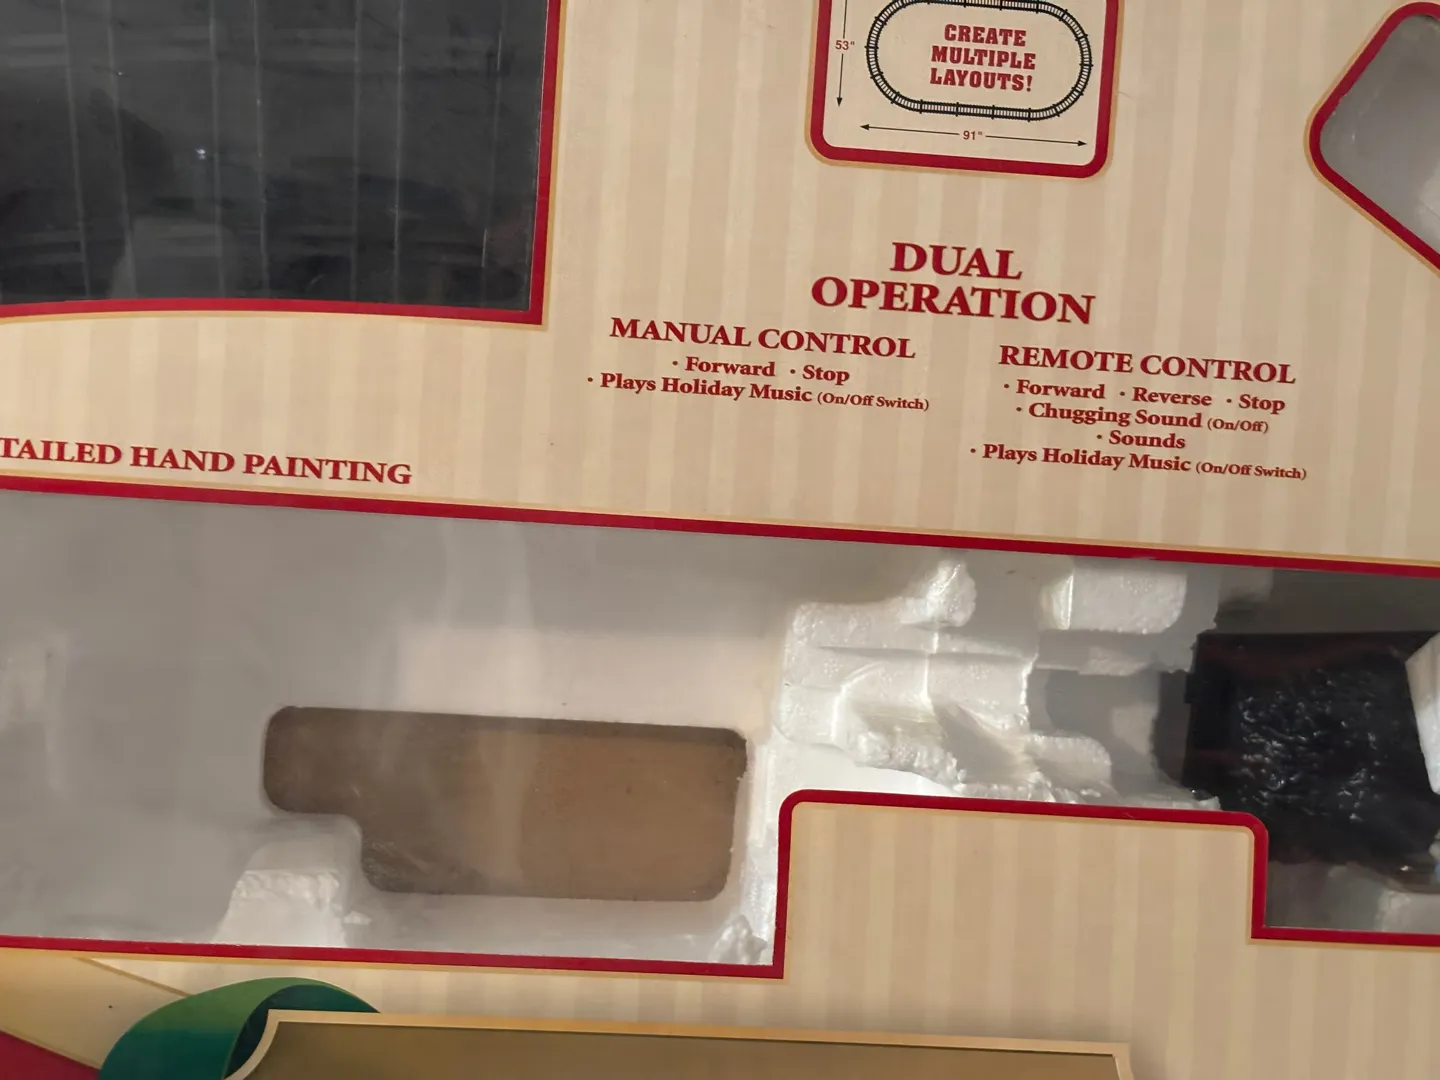 53"
CREATE
MULTIPLE
LAYOUTS!
91"
DUAL
OPERATION
MANUAL CONTROL
· Forward · Stop
· Plays Holiday Music (On/Off Switch)
REMOTE CONTROL
· Forward · Reverse · Stop
· Chugging Sound (On/Off)
· Sounds
· Plays Holiday Music (On/Off Switch)
TAILED HAND PAINTING